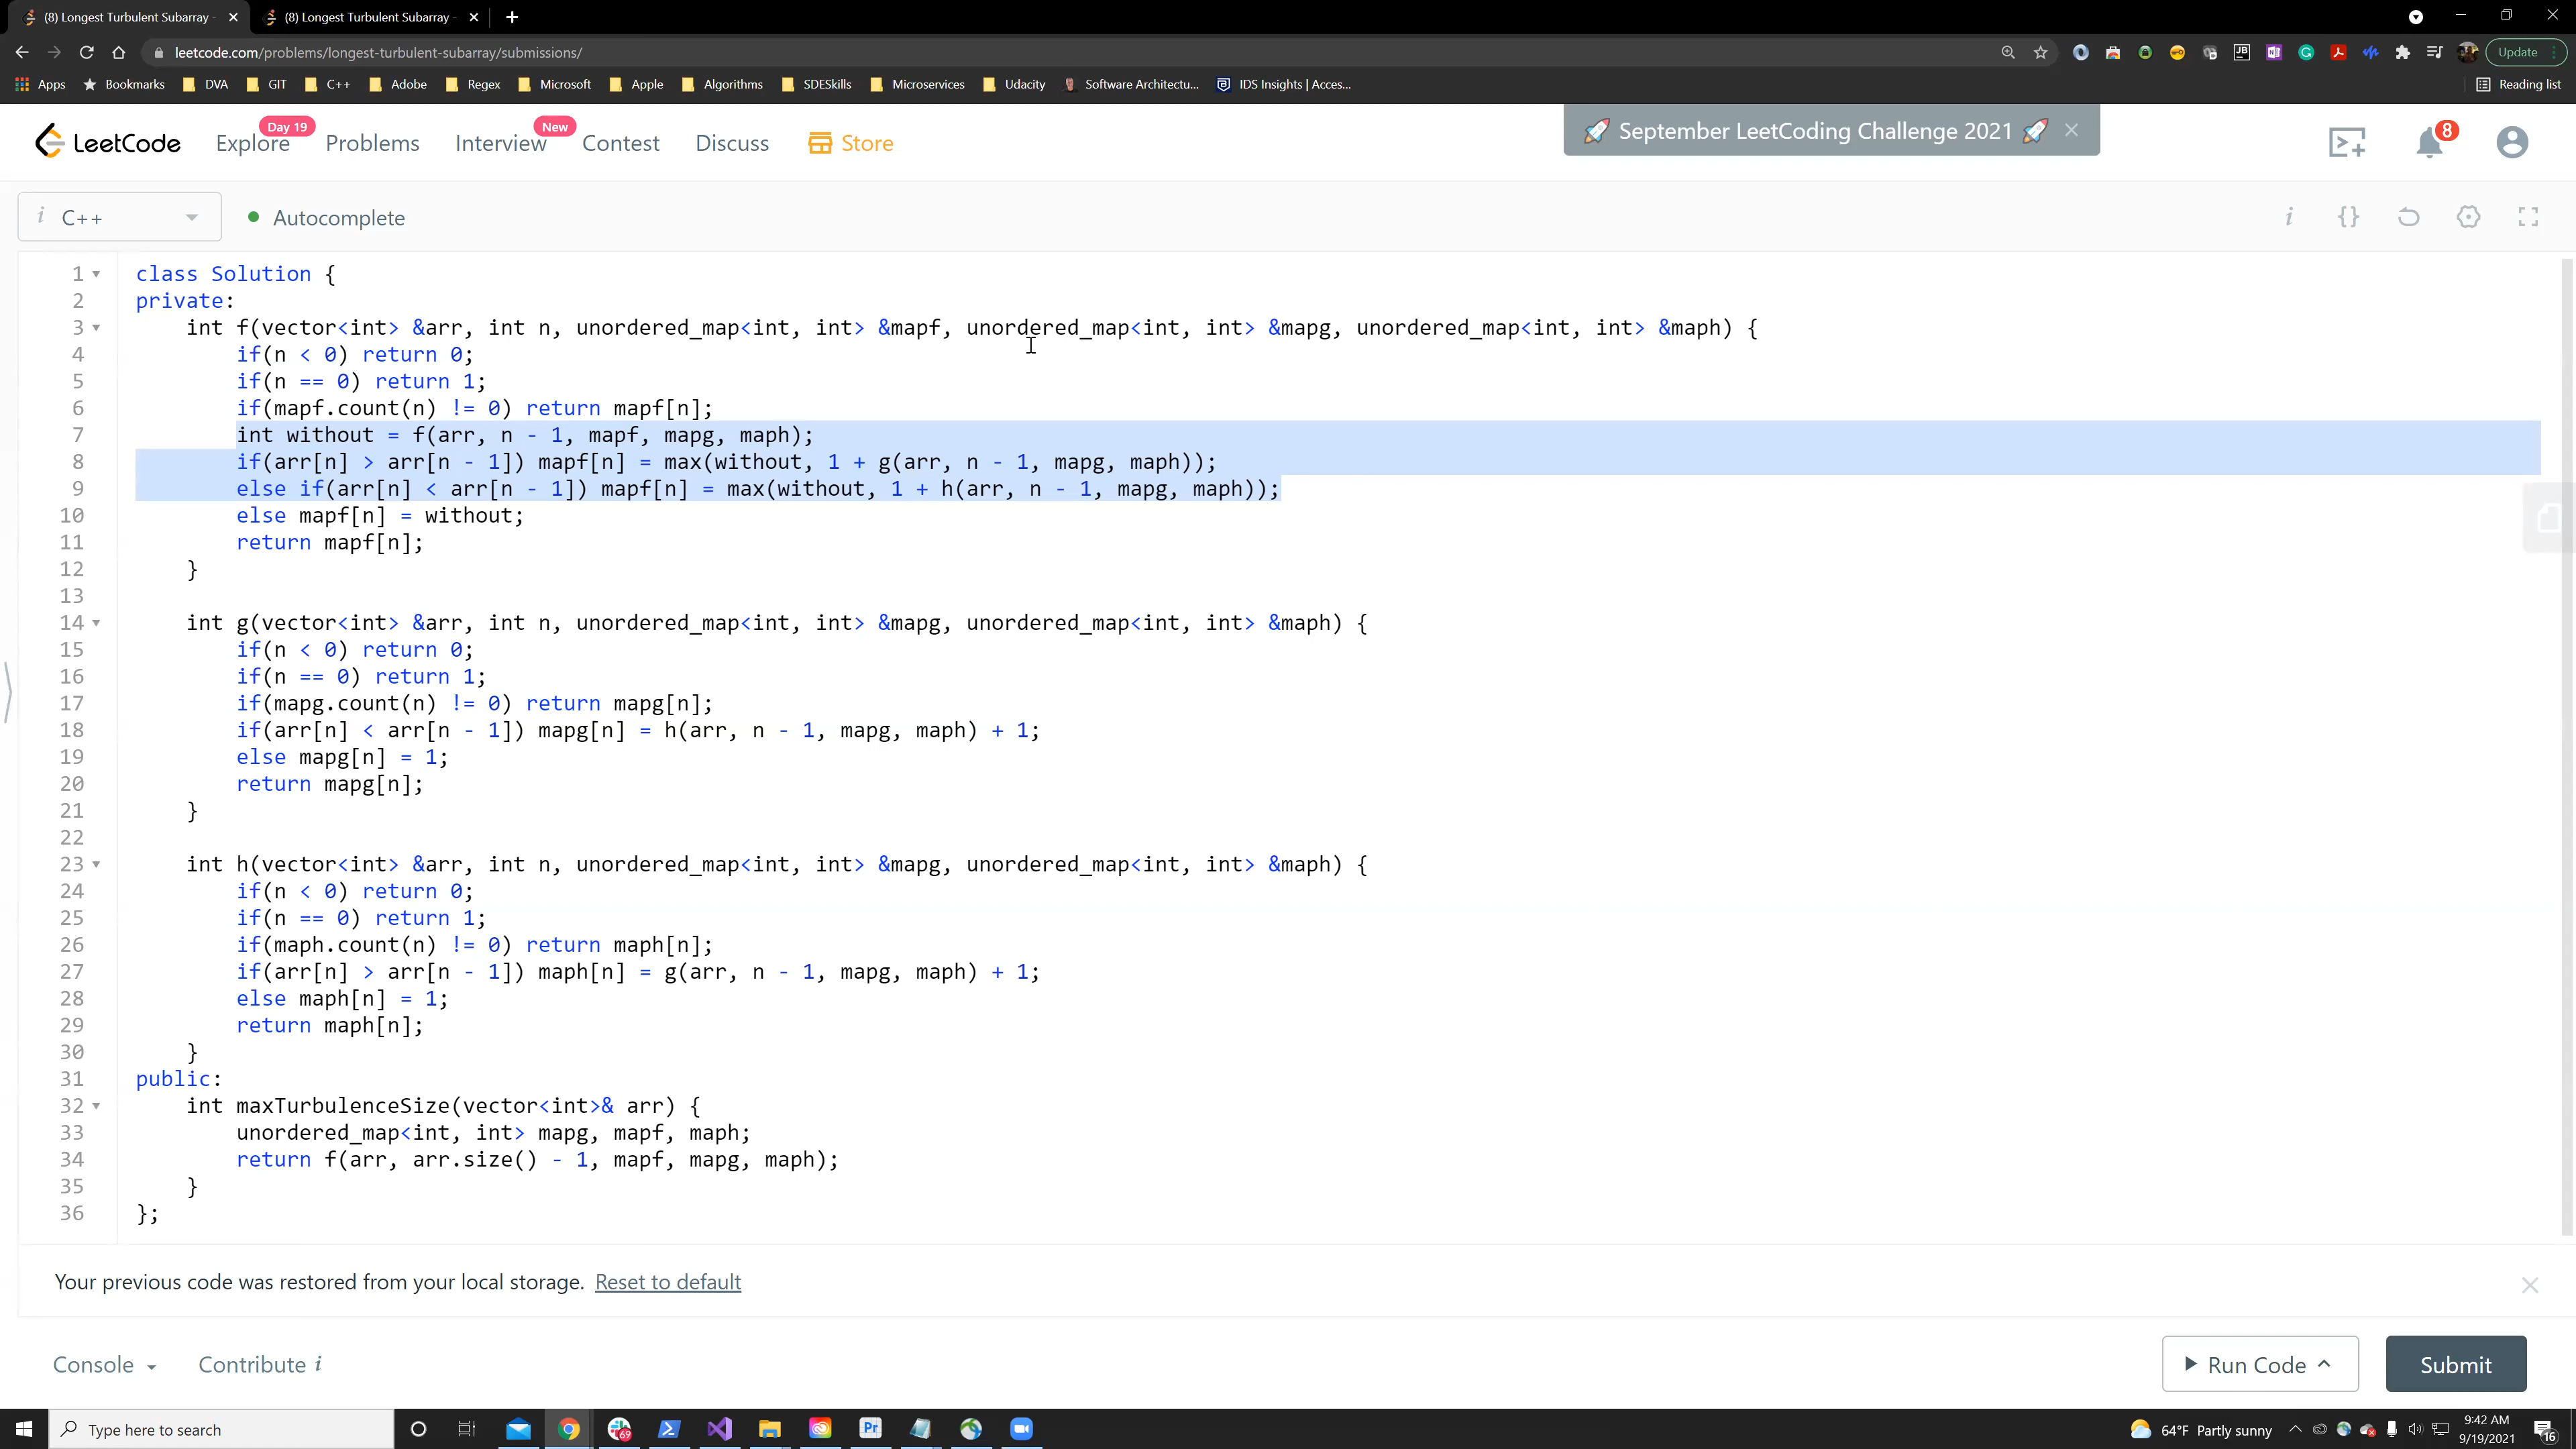 (8) Longest Turbulent Subarray -
(8) Longest Turbulent Subarray -
leetcode.com/problems/longest-turbulent-subarray/submissions/
Update
Apps Bookmarks DVA GIT C++ Adobe Regex Microsoft Apple Algorithms SDESkills Microservices Udacity Software Architectu... IDS Insights | Acces... Reading list
LeetCode Explore Day 19 Problems Interview New Contest Discuss Store
🚀 September LeetCoding Challenge 2021 🚀
8
i C++ Autocomplete
1 class Solution {
2 private:
3 int f(vector<int> &arr, int n, unordered_map<int, int> &mapf, unordered_map<int, int> &mapg, unordered_map<int, int> &maph) {
4 if(n < 0) return 0;
5 if(n == 0) return 1;
6 if(mapf.count(n) != 0) return mapf[n];
7 int without = f(arr, n - 1, mapf, mapg, maph);
8 if(arr[n] > arr[n - 1]) mapf[n] = max(without, 1 + g(arr, n - 1, mapg, maph));
9 else if(arr[n] < arr[n - 1]) mapf[n] = max(without, 1 + h(arr, n - 1, mapg, maph));
10 else mapf[n] = without;
11 return mapf[n];
12 }
13
14 int g(vector<int> &arr, int n, unordered_map<int, int> &mapg, unordered_map<int, int> &maph) {
15 if(n < 0) return 0;
16 if(n == 0) return 1;
17 if(mapg.count(n) != 0) return mapg[n];
18 if(arr[n] < arr[n - 1]) mapg[n] = h(arr, n - 1, mapg, maph) + 1;
19 else mapg[n] = 1;
20 return mapg[n];
21 }
22
23 int h(vector<int> &arr, int n, unordered_map<int, int> &mapg, unordered_map<int, int> &maph) {
24 if(n < 0) return 0;
25 if(n == 0) return 1;
26 if(maph.count(n) != 0) return maph[n];
27 if(arr[n] > arr[n - 1]) maph[n] = g(arr, n - 1, mapg, maph) + 1;
28 else maph[n] = 1;
29 return maph[n];
30 }
31 public:
32 int maxTurbulenceSize(vector<int>& arr) {
33 unordered_map<int, int> mapg, mapf, maph;
34 return f(arr, arr.size() - 1, mapf, mapg, maph);
35 }
36 };
Your previous code was restored from your local storage. Reset to default
Console Contribute i Run Code Submit
Type here to search
69
Pr
64°F Partly sunny
9:42 AM
9/19/2021
16